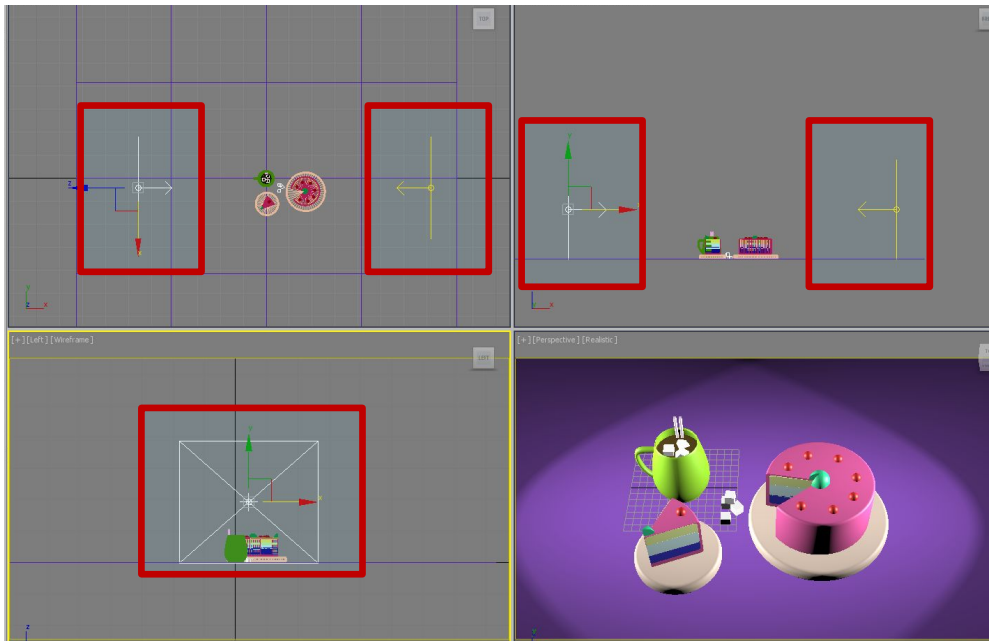 TOP
[+] [Left] [Wireframe]
LEFT
[+] [Perspective] [Realistic]
y
z
x